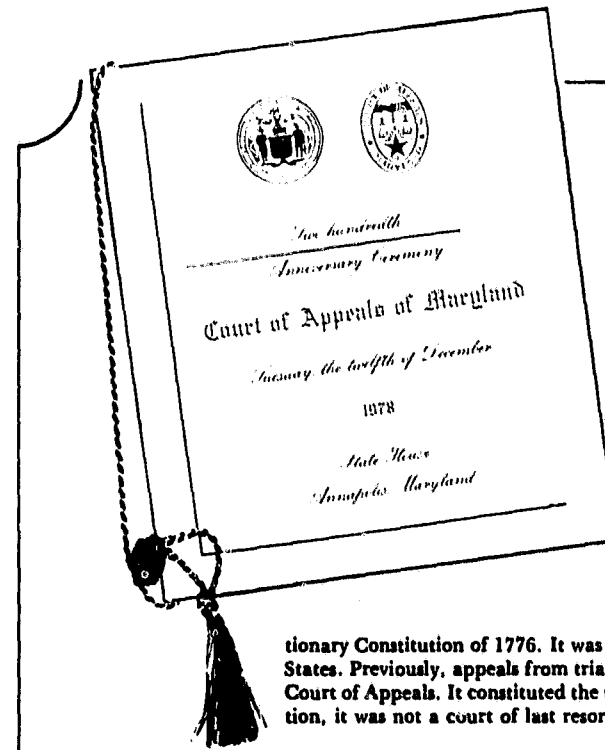 Two hundredth
Anniversary Ceremony
Court of Appeals of Maryland
Tuesday, the twelfth of December
1978
State House
Annapolis, Maryland
tionary Constitution of 1776. It was
States. Previously, appeals from tria
Court of Appeals. It constituted the
tion, it was not a court of last resor